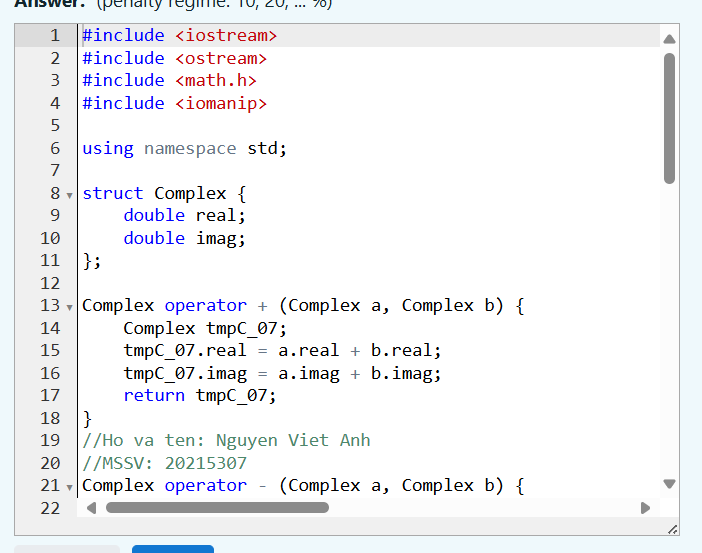 Answer: (penalty regime: 10, 20, ... %)
1 #include <iostream>
2 #include <ostream>
3 #include <math.h>
4 #include <iomanip>
5
6 using namespace std;
7
8 struct Complex {
9 double real;
10 double imag;
11 };
12
13 Complex operator + (Complex a, Complex b) {
14 Complex tmpC_07;
15 tmpC_07.real = a.real + b.real;
16 tmpC_07.imag = a.imag + b.imag;
17 return tmpC_07;
18 }
19 //Ho va ten: Nguyen Viet Anh
20 //MSSV: 20215307
21 Complex operator - (Complex a, Complex b) {
22